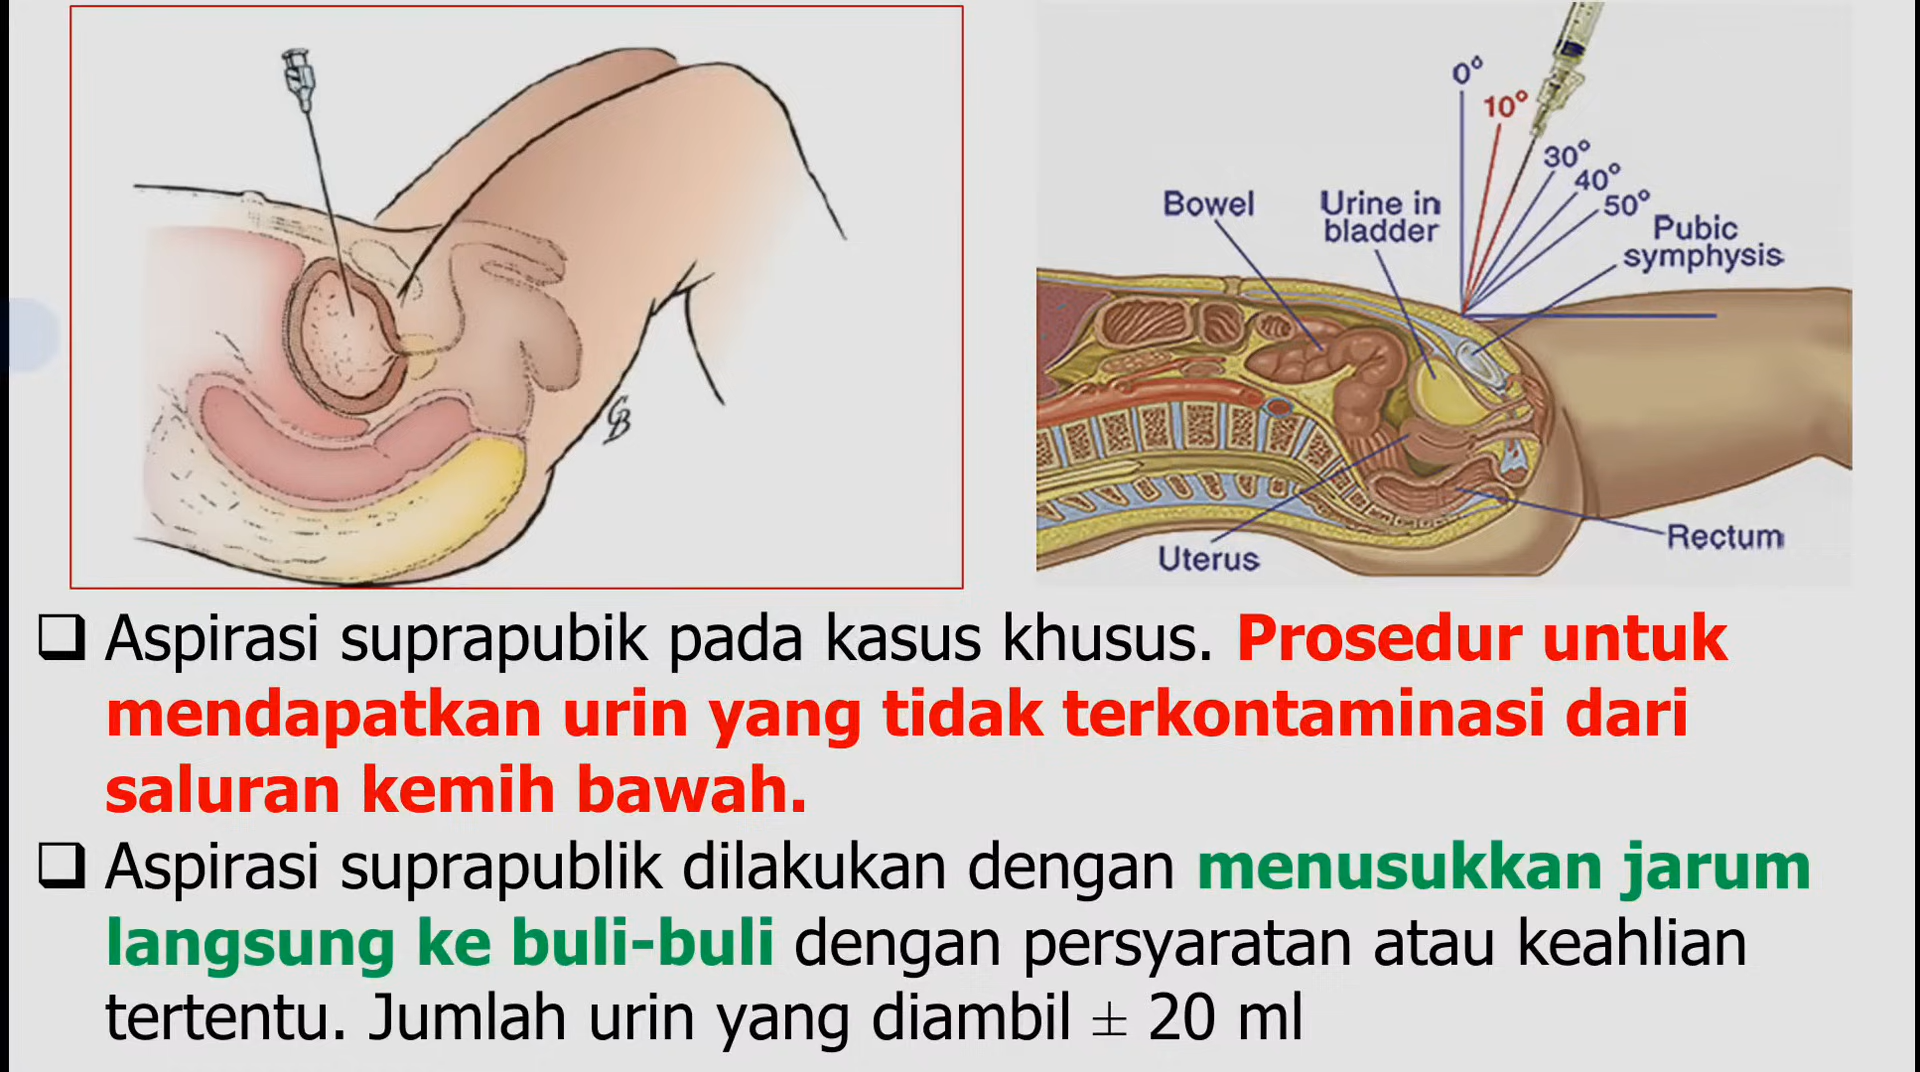 0°
10°
30°
40°
50°
Bowel
Urine in
bladder
Pubic
symphysis
Uterus
Rectum
GB
❑ Aspirasi suprapubik pada kasus khusus. Prosedur untuk
mendapatkan urin yang tidak terkontaminasi dari
saluran kemih bawah.
❑ Aspirasi suprapublik dilakukan dengan menusukkan jarum
langsung ke buli-buli dengan persyaratan atau keahlian
tertentu. Jumlah urin yang diambil ± 20 ml